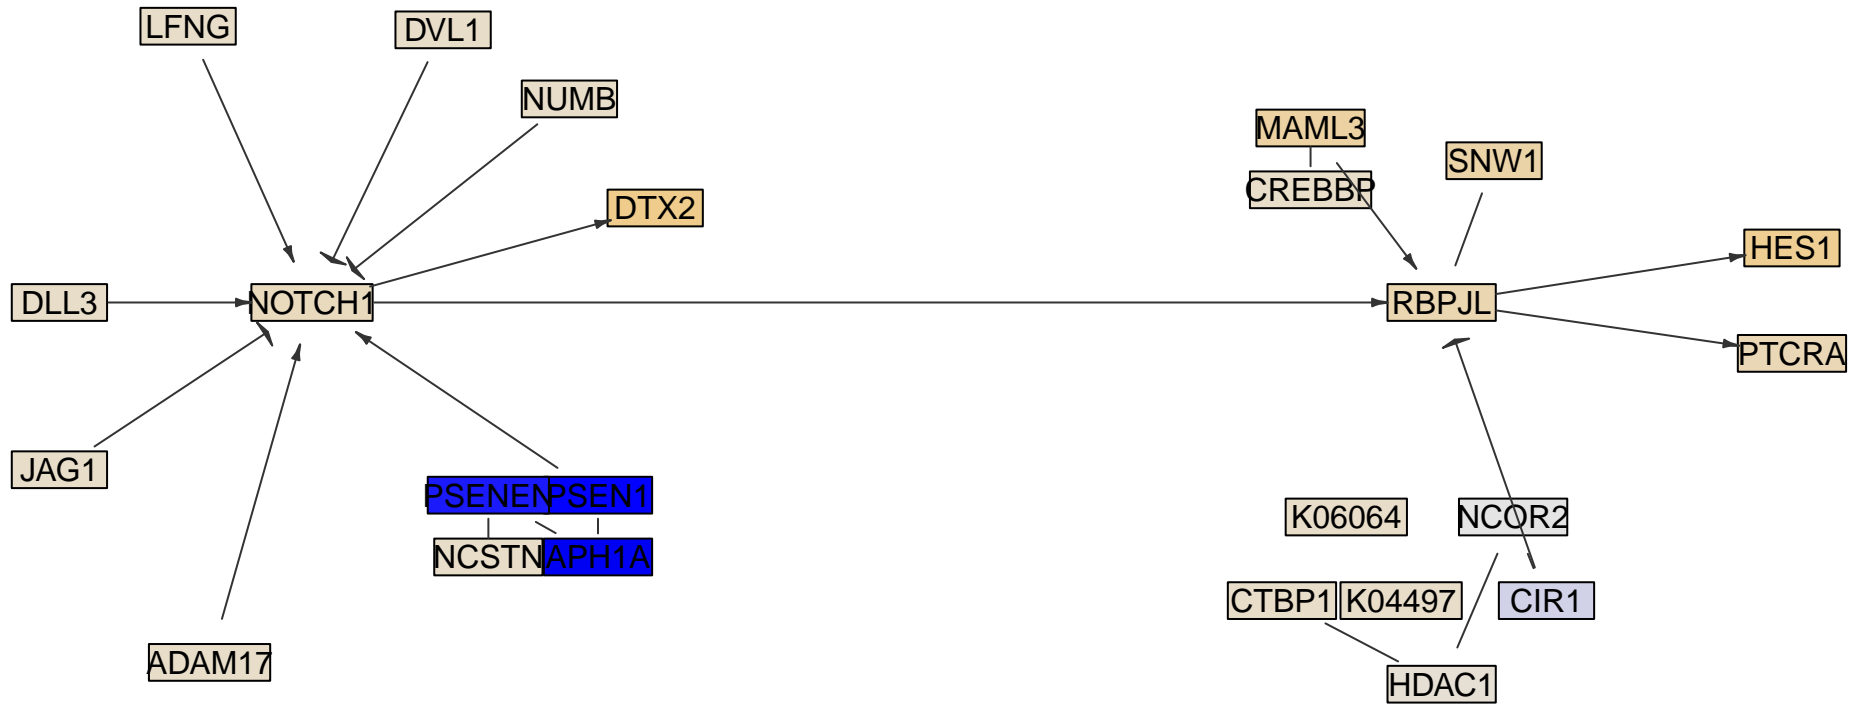 LFNG
DVL1
NUMB
MAML3
SNW1
CREBBP
DTX2
HES1
DLL3
NOTCH1
RBPJL
PTCRA
JAG1
PSENEN
PSEN1
K06064
NCOR2
NCSTN
APH1A
CTBP1
K04497
CIR1
ADAM17
HDAC1